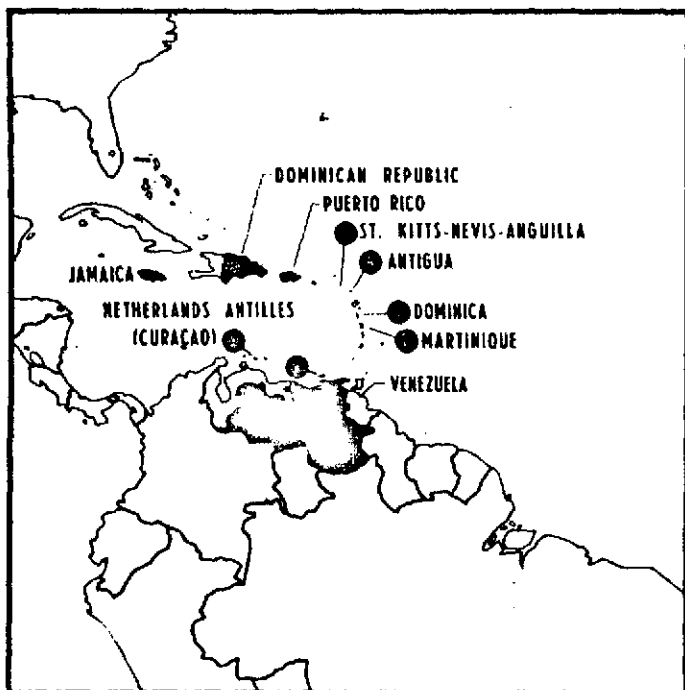 DOMINICAN REPUBLIC
PUERTO RICO
ST. KITTS-NEVIS-ANGUILLA
ANTIGUA
JAMAICA
NETHERLANDS ANTILLES
(CURAÇAO)
DOMINICA
MARTINIQUE
VENEZUELA